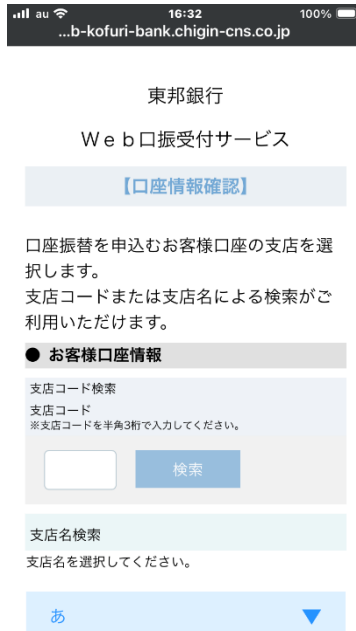 au 16:32 100%
...b-kofuri-bank.chigin-cns.co.jp
東邦銀行
Ｗｅｂ口振受付サービス
【口座情報確認】
口座振替を申込むお客様口座の支店を選
択します。
支店コードまたは支店名による検索がご
利用いただけます。
● お客様口座情報
支店コード検索
支店コード
※支店コードを半角3桁で入力してください。
検索
支店名検索
支店名を選択してください。
あ